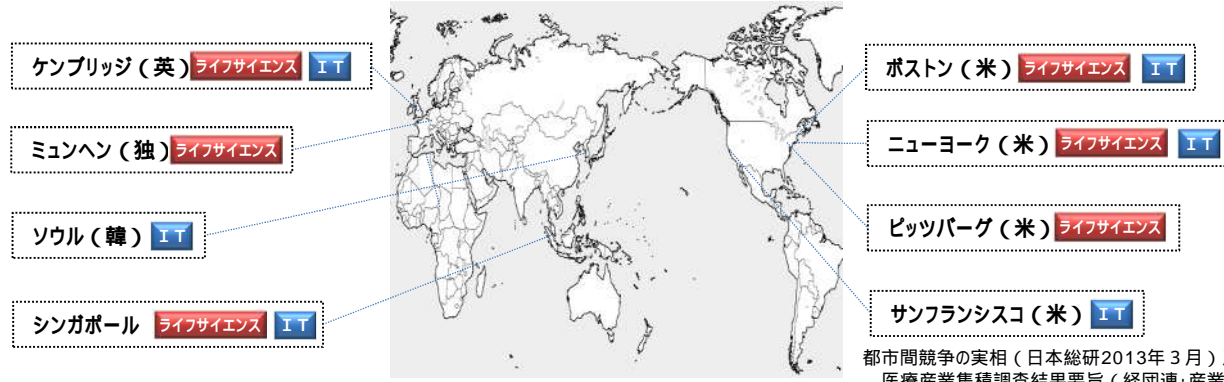 ケンブリッジ（英）ライフサイエンス ＩＴ
ミュンヘン（独）ライフサイエンス
ソウル（韓）ＩＴ
シンガポール ライフサイエンス ＩＴ
ボストン（米）ライフサイエンス ＩＴ
ニューヨーク（米）ライフサイエンス ＩＴ
ピッツバーグ（米）ライフサイエンス
サンフランシスコ（米）ＩＴ
都市間競争の実相（日本総研2013年３月）
医療産業集積調査結果要旨（経団連・産業